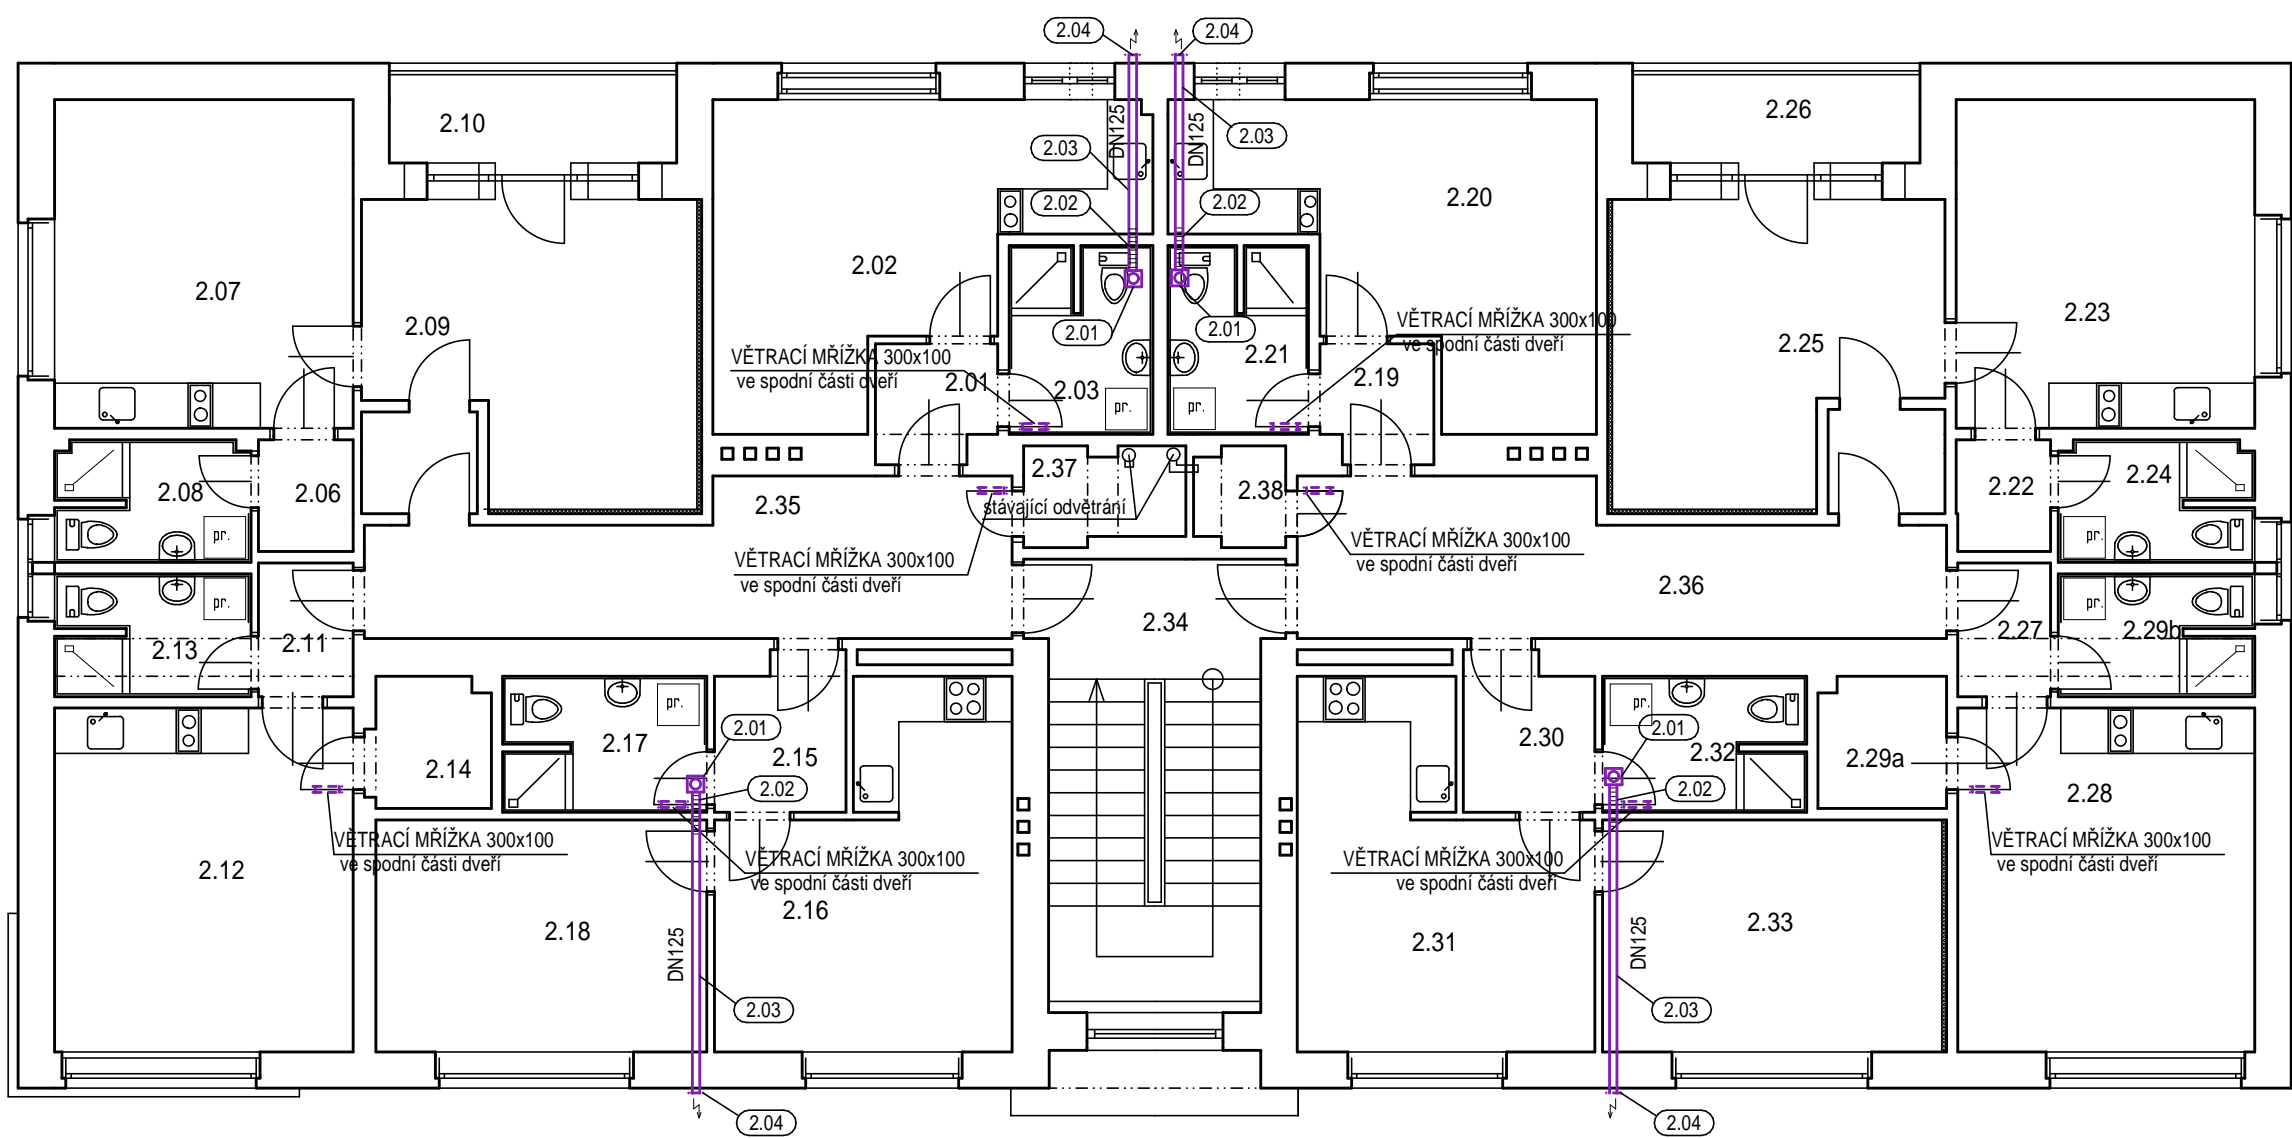 2.04
2.04
2.10
DN125
DN125
2.03
2.26
2.03
2.02
2.02
2.20
2.02
2.07
2.09
2.01
2.01
VĚTRACÍ MŘÍŽKA 300x100
ve spodní části dveří
2.23
2.25
VĚTRACÍ MŘÍŽKA 300x100
ve spodní části dveří
2.01
2.03
2.21
2.19
pr.
pr.
2.37
2.38
stávající odvětrání
2.08
2.06
2.35
2.22
2.24
pr.
pr.
VĚTRACÍ MŘÍŽKA 300x100
ve spodní části dveří
VĚTRACÍ MŘÍŽKA 300x100
ve spodní části dveří
2.36
pr.
pr.
2.13
2.11
2.34
2.27
2.29b
pr.
pr.
2.17
2.01
2.15
2.02
2.14
2.30
2.01
2.32
2.02
2.29a
2.28
VĚTRACÍ MŘÍŽKA 300x100
ve spodní části dveří
VĚTRACÍ MŘÍŽKA 300x100
ve spodní části dveří
VĚTRACÍ MŘÍŽKA 300x100
ve spodní části dveří
VĚTRACÍ MŘÍŽKA 300x100
ve spodní části dveří
2.12
2.18
2.16
2.31
2.33
DN125
DN125
2.03
2.03
2.04
2.04